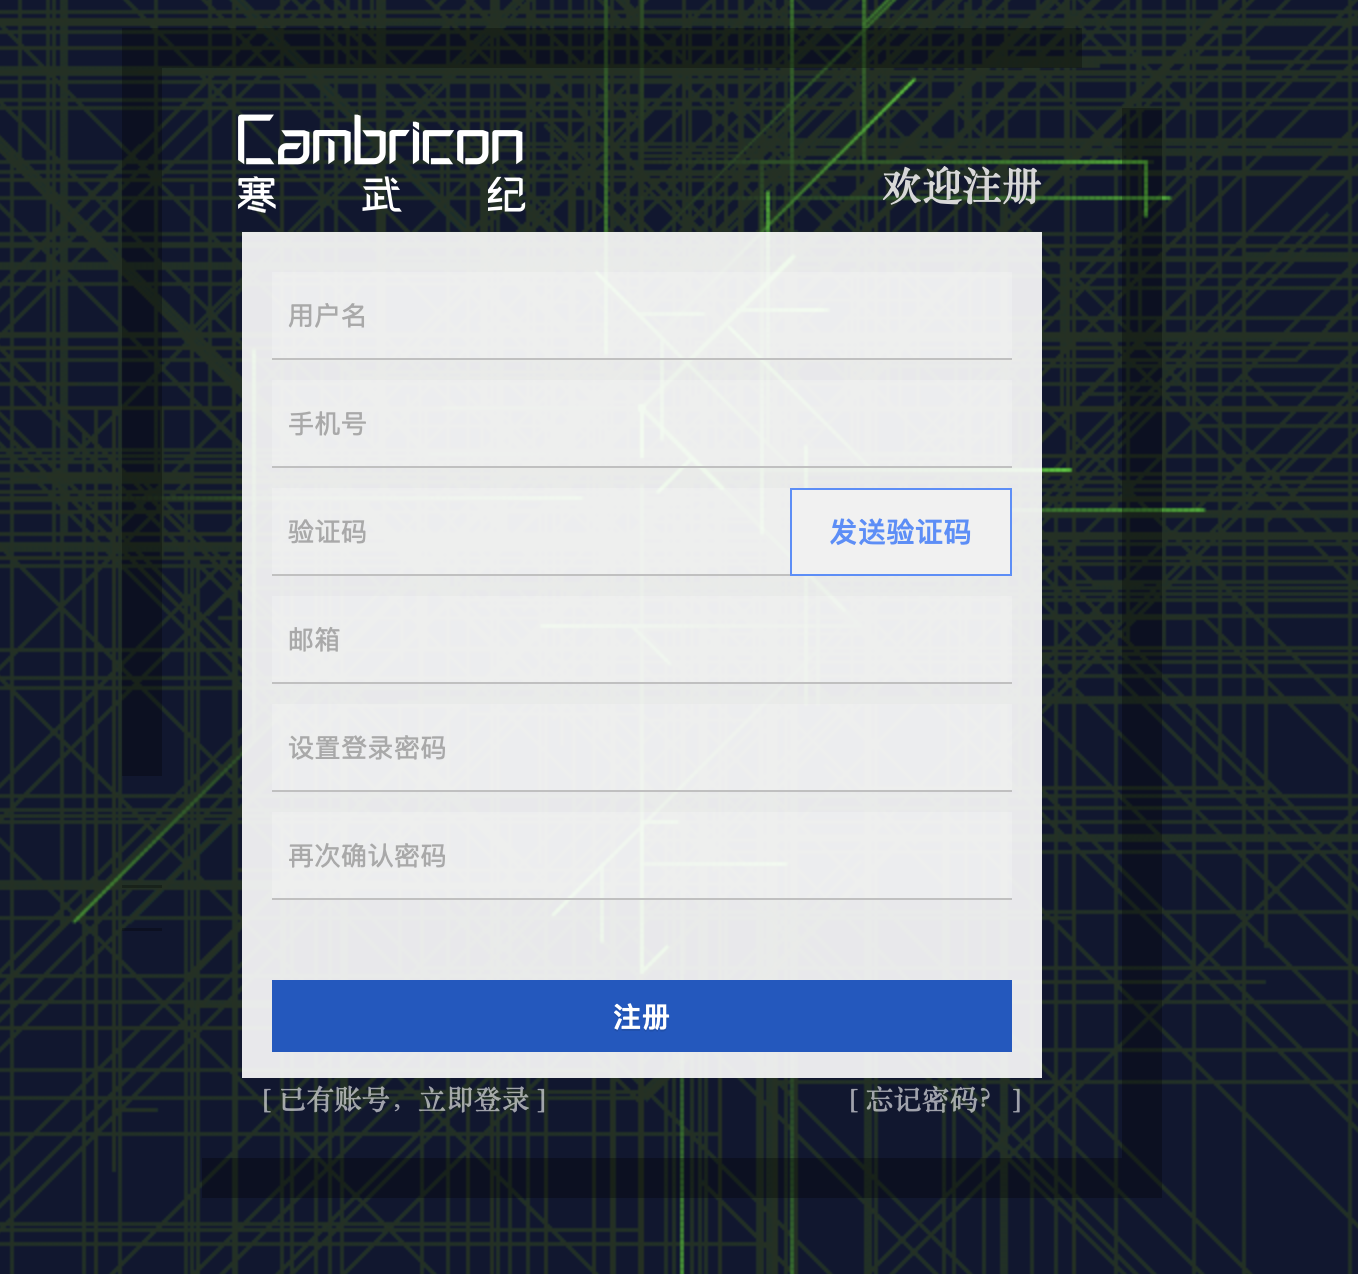 Cambricon
寒武纪
欢迎注册
用户名
手机号
验证码
发送验证码
邮箱
设置登录密码
再次确认密码
注册
[ 已有账号，立即登录 ]
[ 忘记密码？ ]